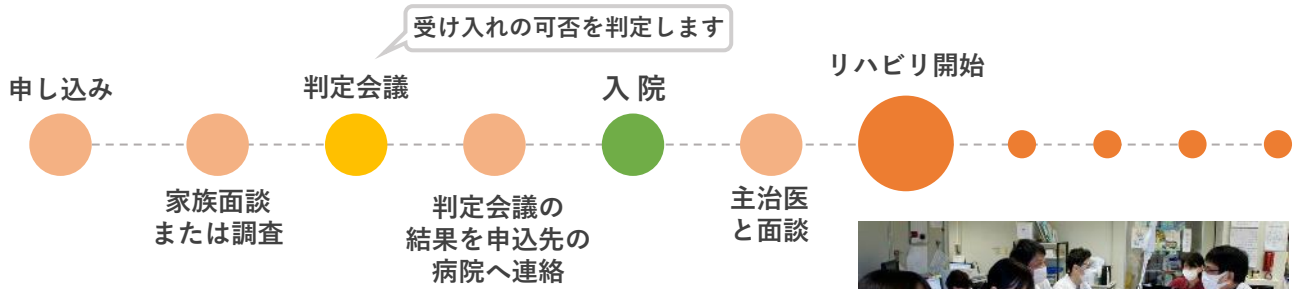 受け入れの可否を判定します
申し込み
判定会議
入院
リハビリ開始
家族面談
または調査
判定会議の
結果を申込先の
病院へ連絡
主治医
と面談